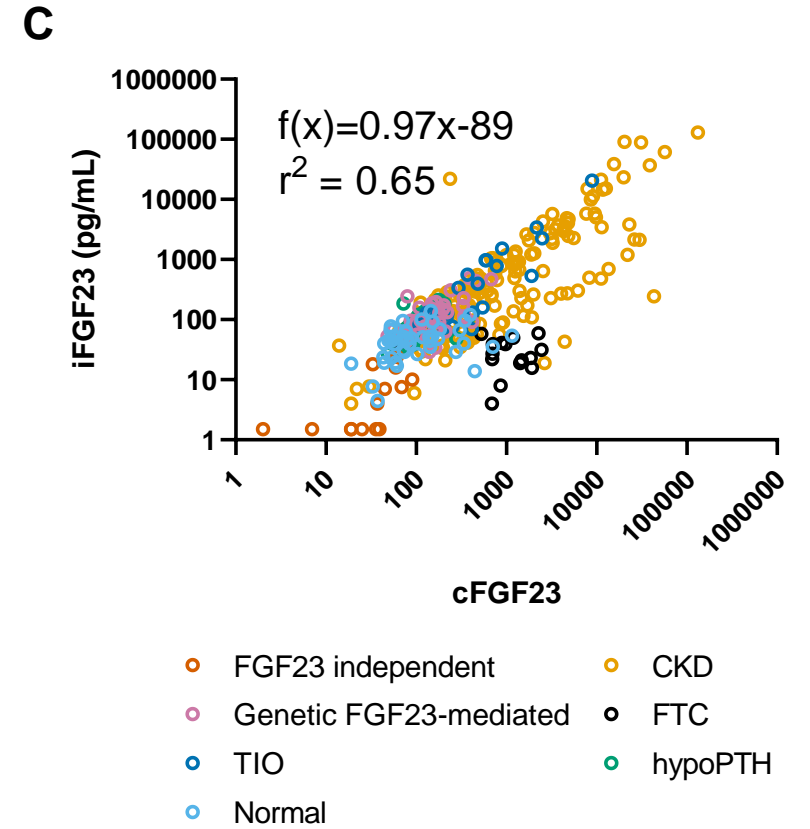 C
f(x)=0.97x-89
r² = 0.65
iFGF23 (pg/mL)
1000000
100000
10000
1000
100
10
1
1
10
100
1000
10000
100000
1000000
cFGF23
FGF23 independent
CKD
Genetic FGF23-mediated
FTC
TIO
hypoPTH
Normal